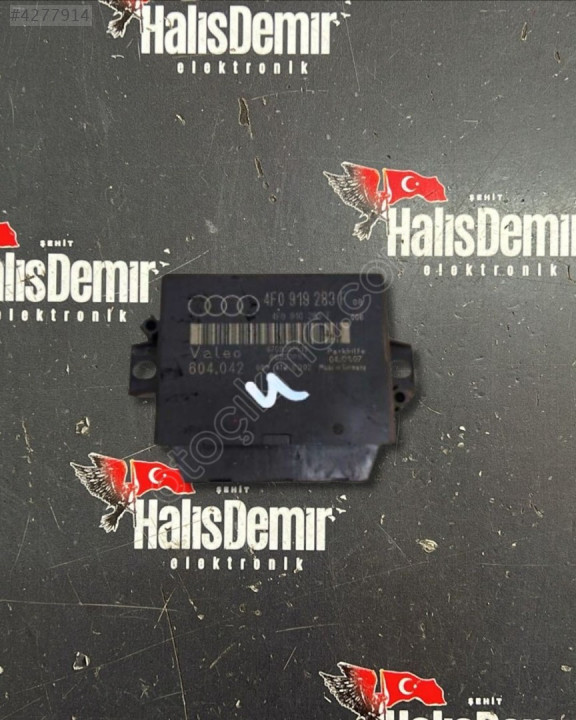 #4277914
HalisDemir
elektronik
ŞEHİT
HalisDemir
elektronik
ŞEHİT
HalisDemir
elektronik
4F0 919 283
Valeo
604.042
Parkhilfe
Made in Germany
ŞEHİT
HalisDemir
elektronik
ŞEHİT
HalisDemir